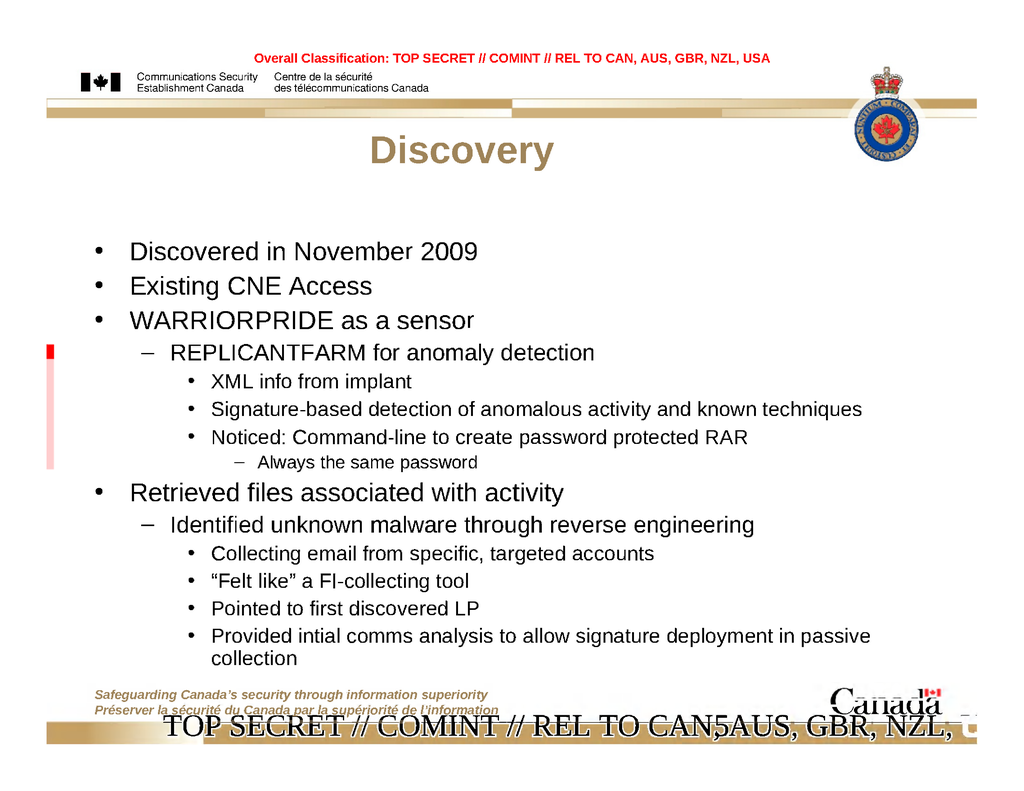 Overall Classification: TOP SECRET // COMINT // REL TO CAN, AUS, GBR, NZL, USA
Communications Security Centre de la sécurité
Establishment Canada des télécommunications Canada
Discovery
• Discovered in November 2009
• Existing CNE Access
• WARRIORPRIDE as a sensor
– REPLICANTFARM for anomaly detection
• XML info from implant
• Signature-based detection of anomalous activity and known techniques
• Noticed: Command-line to create password protected RAR
– Always the same password
• Retrieved files associated with activity
– Identified unknown malware through reverse engineering
• Collecting email from specific, targeted accounts
• “Felt like” a FI-collecting tool
• Pointed to first discovered LP
• Provided intial comms analysis to allow signature deployment in passive
collection
Safeguarding Canada's security through information superiority
Préserver la sécurité du Canada par la supériorité de l'information
Canada
TOP SECRET // COMINT // REL TO CAN, AUS, GBR, NZL,
5